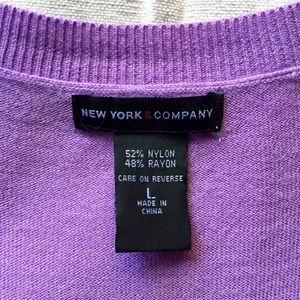 NEW YORK & COMPANY
52% NYLON
48% RAYON
CARE ON REVERSE
L
MADE IN
CHINA